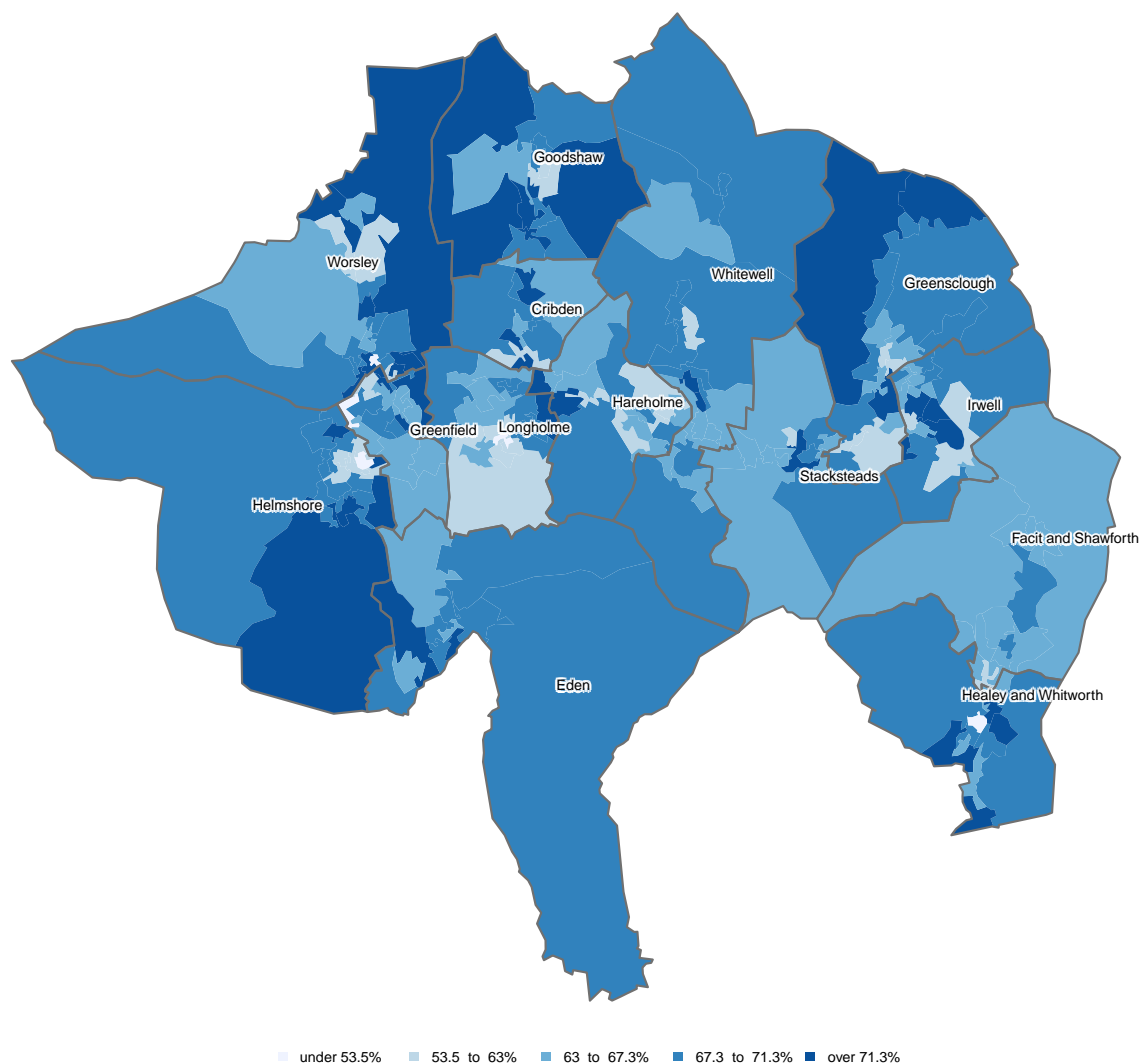 Goodshaw
Worsley
Whitewell
Greensclough
Cribden
Hareholme
Irwell
Greenfield
Longholme
Stacksteads
Helmshore
Facit and Shawforth
Eden
Healey and Whitworth
under 53.5% 53.5 to 63% 63 to 67.3% 67.3 to 71.3% over 71.3%